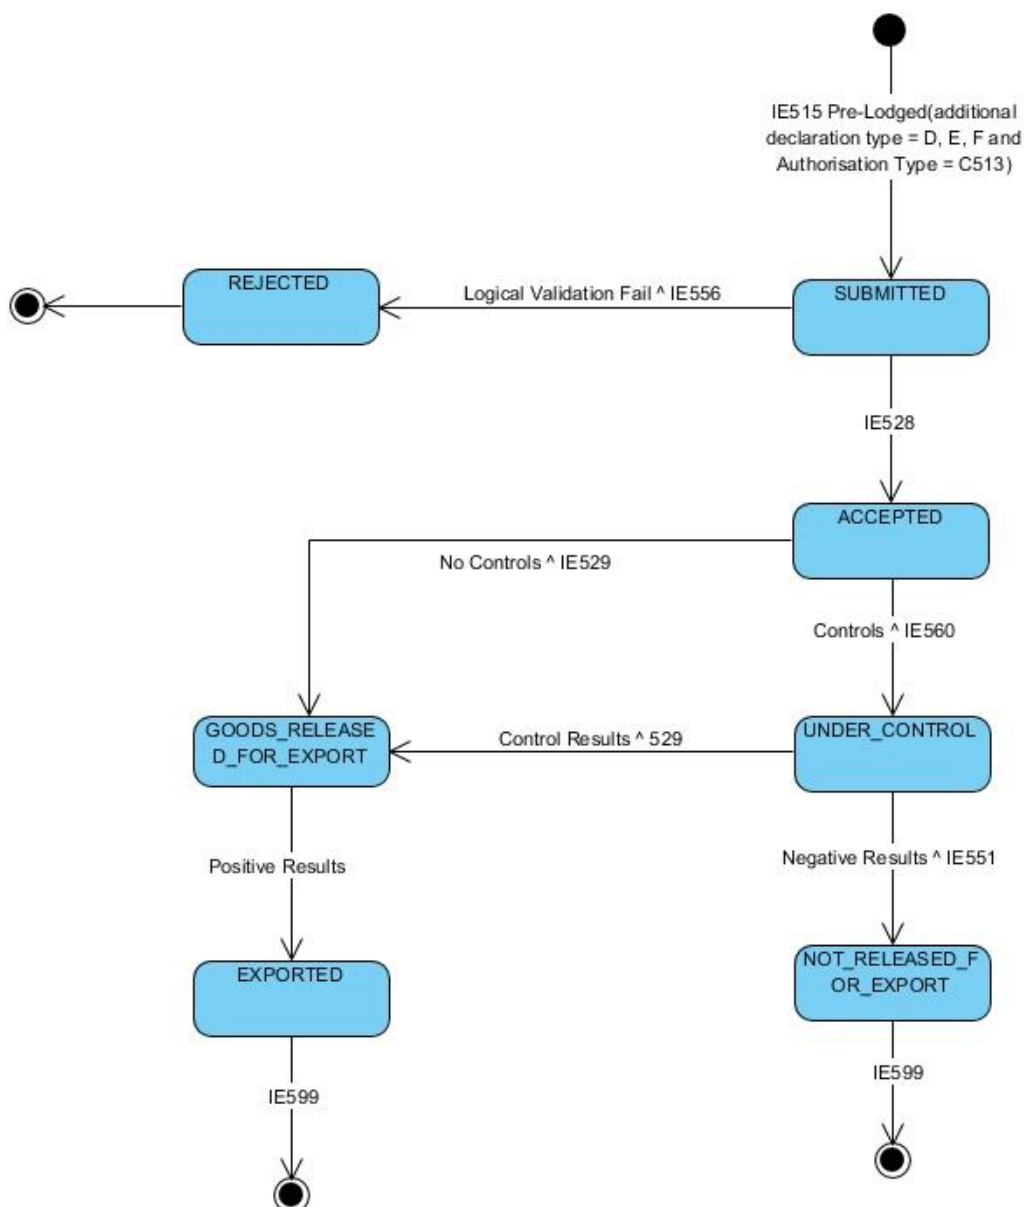 IE515 Pre-Lodged(additional
declaration type = D, E, F and
Authorisation Type = C513)
REJECTED
Logical Validation Fail ^ IE556
SUBMITTED
IE528
ACCEPTED
No Controls ^ IE529
Controls ^ IE560
GOODS_RELEASE
D_FOR_EXPORT
Control Results ^ 529
UNDER_CONTROL
Positive Results
Negative Results ^ IE551
EXPORTED
NOT_RELEASED_F
OR_EXPORT
IE599
IE599